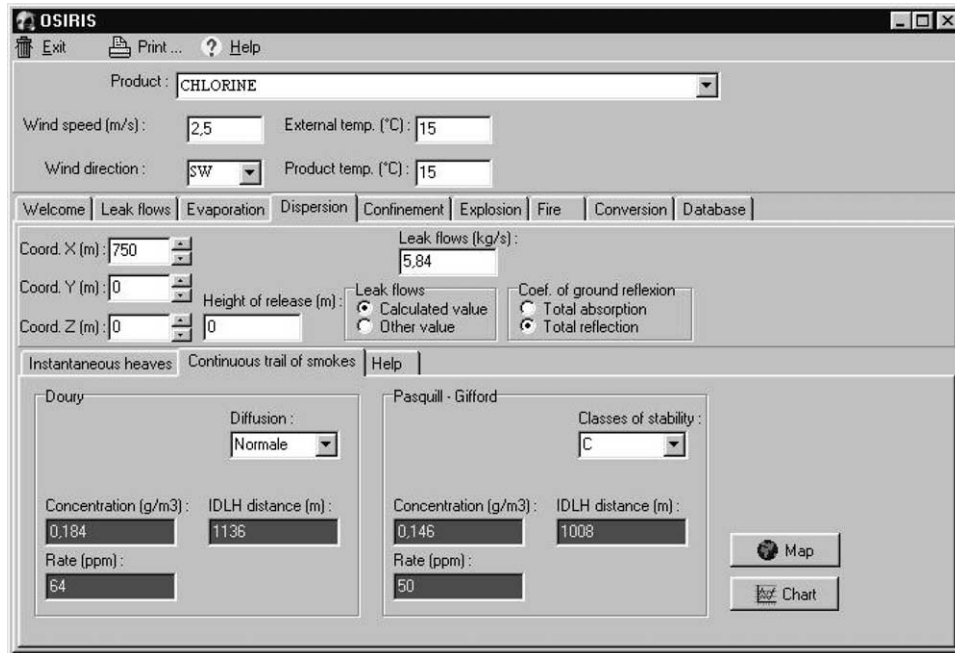 OSIRIS
Exit Print ... ? Help
Product : CHLORINE
Wind speed (m/s) : 2,5 External temp. (°C) : 15
Wind direction : SW Product temp. (°C) : 15
Welcome Leak flows Evaporation Dispersion Confinement Explosion Fire Conversion Database
Coord. X (m) : 750
Leak flows (kg/s) :
5,84
Coord. Y (m) : 0
Height of release (m) :
0
Leak flows
Calculated value
Other value
Coef. of ground reflexion
Total absorption
Total reflection
Coord. Z (m) : 0
Instantaneous heaves Continuous trail of smokes Help
Doury
Diffusion :
Normale
Concentration (g/m3) : IDLH distance (m) :
0,184 1136
Rate (ppm) :
64
Pasquill - Gifford
Classes of stability :
C
Concentration (g/m3) : IDLH distance (m) :
0,146 1008
Rate (ppm) :
50
Map
Chart